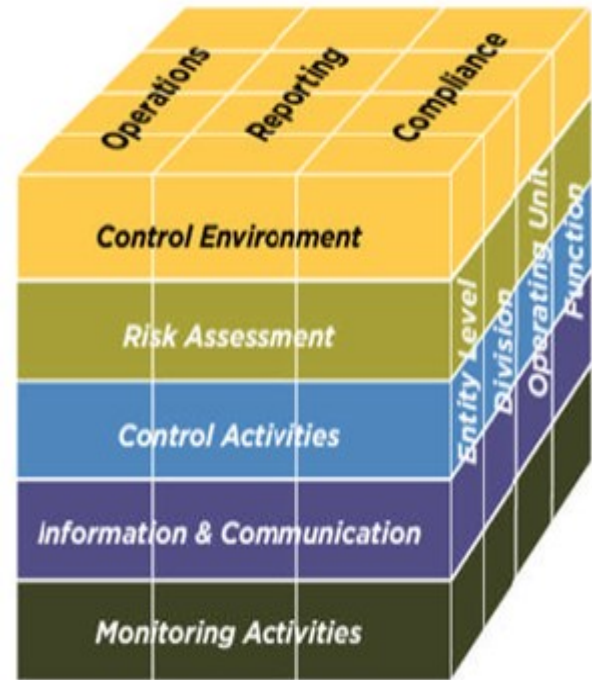 Operations
Reporting
Compliance
Control Environment
Risk Assessment
Control Activities
Information & Communication
Monitoring Activities
Entity Level
Division
Operating Unit
Function